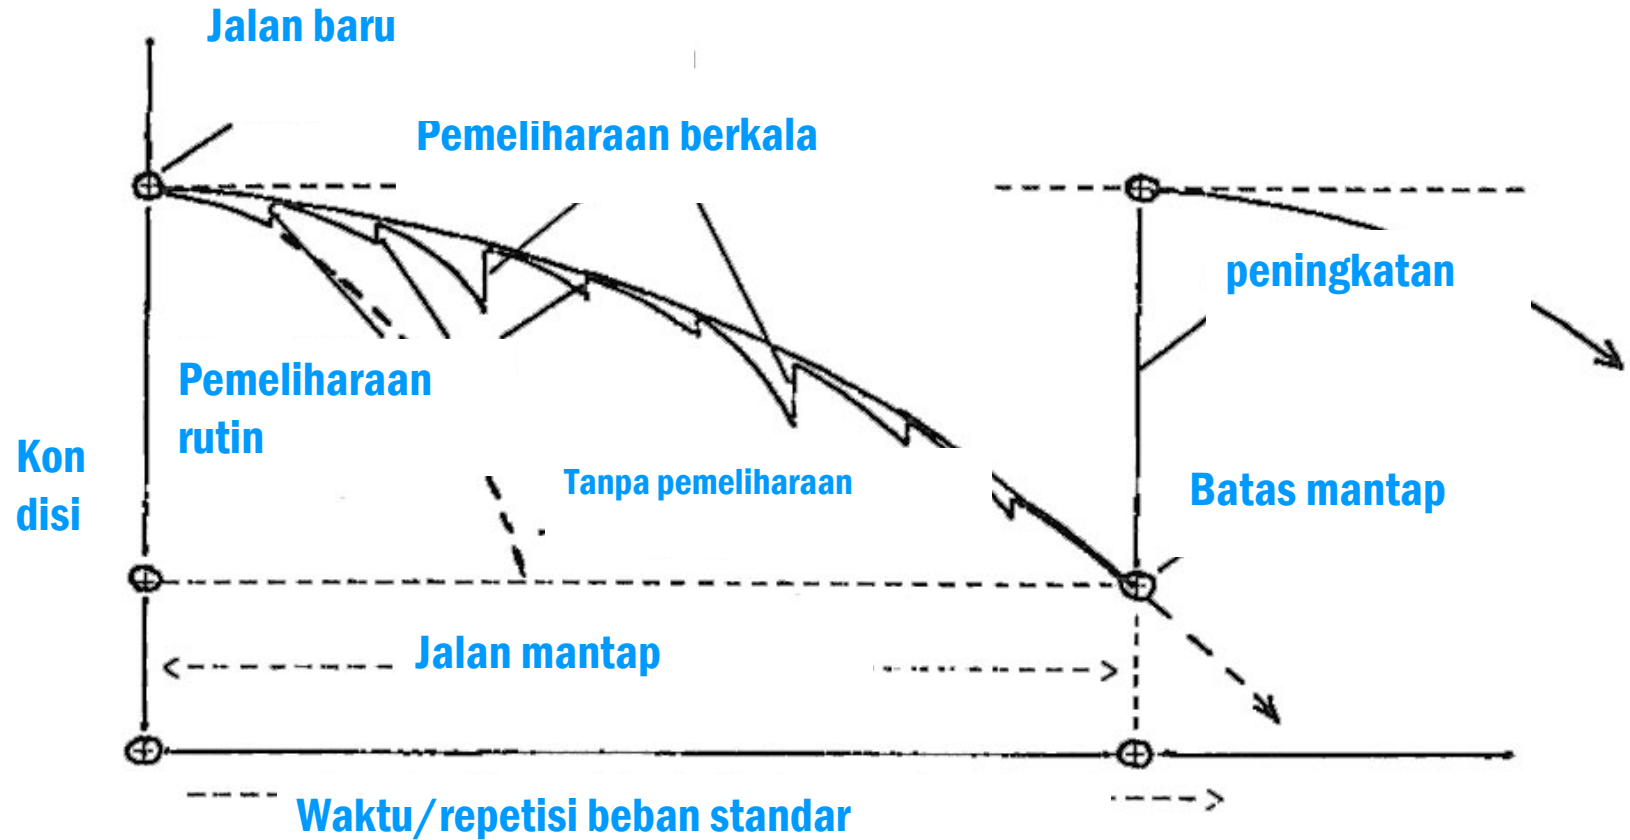 Jalan baru
Pemeliharaan berkala
peningkatan
Pemeliharaan
rutin
Kon
disi
Tanpa pemeliharaan
Batas mantap
Jalan mantap
Waktu/repetisi beban standar